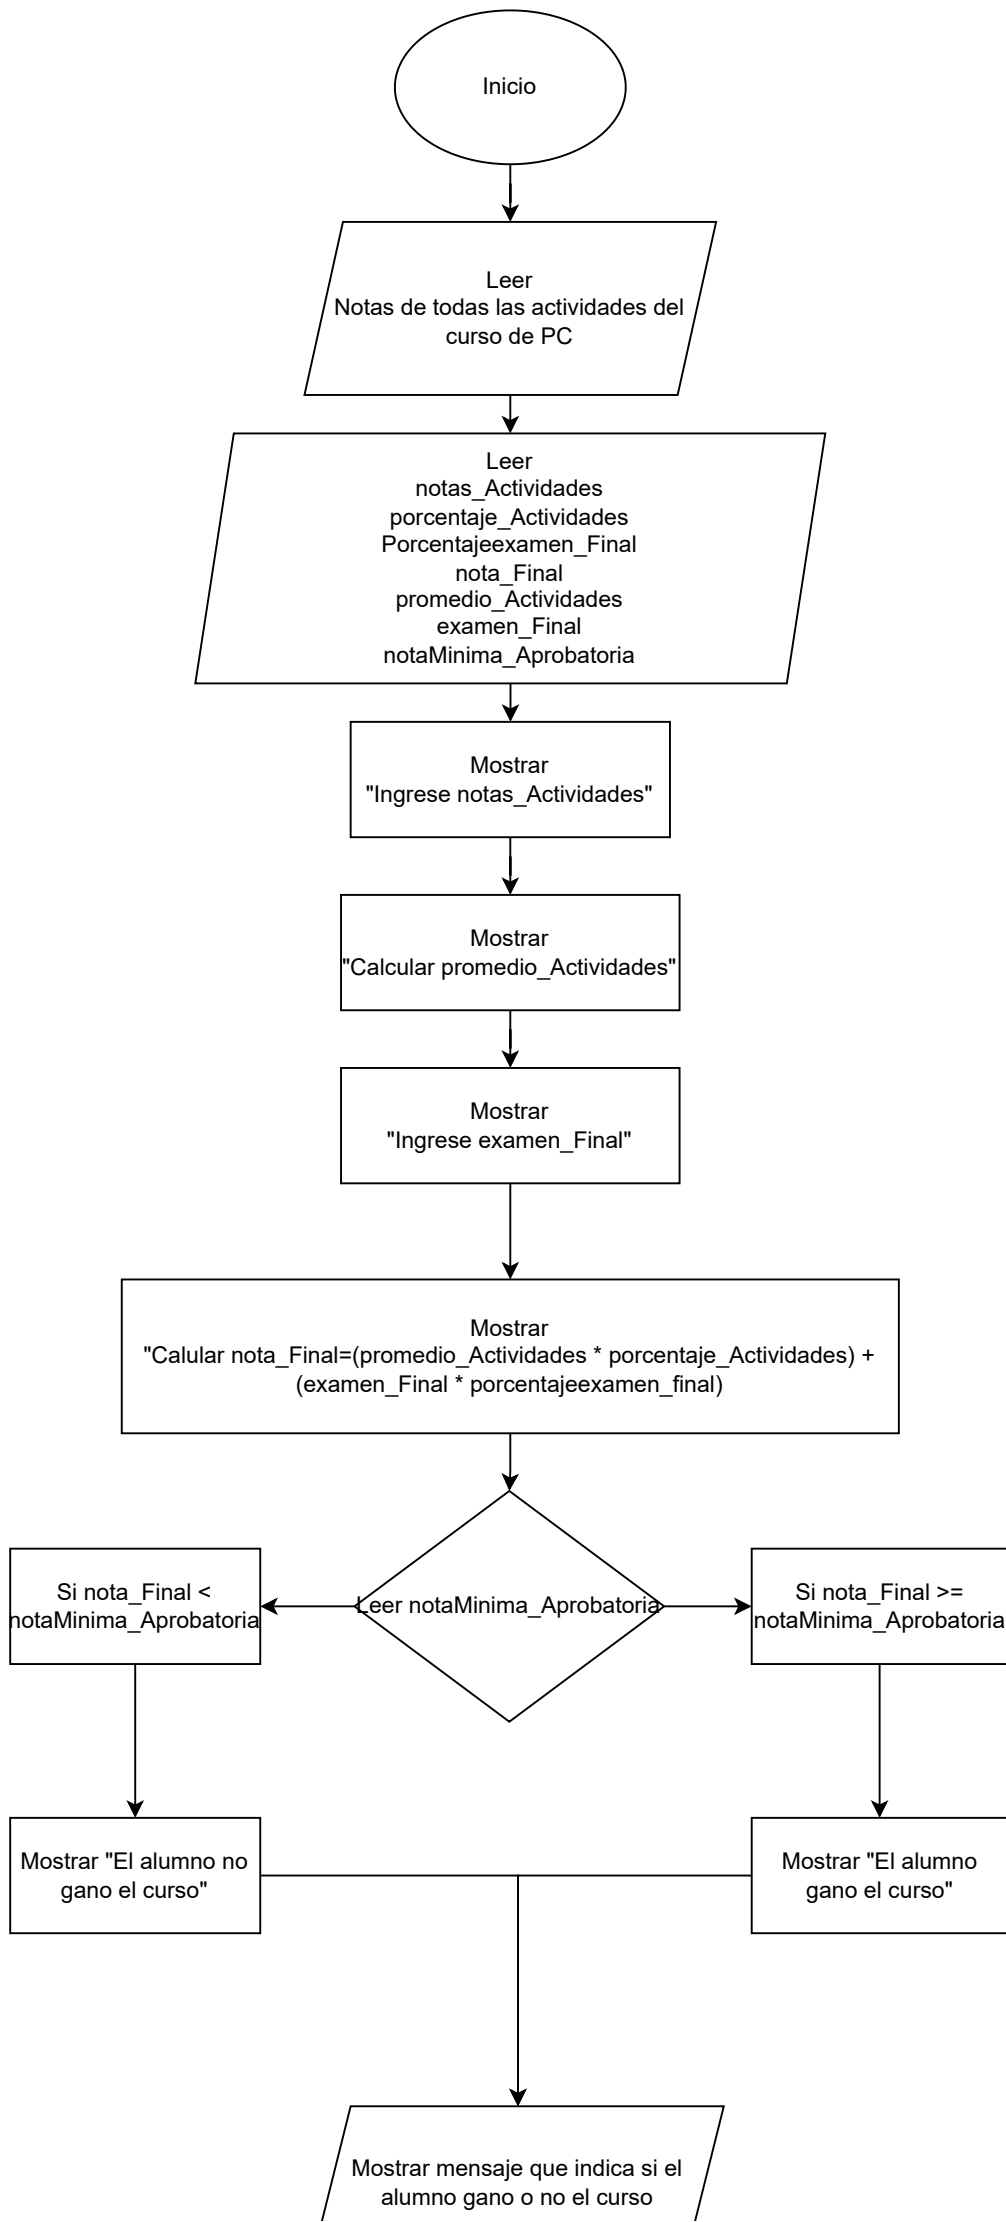 Inicio
Leer
Notas de todas las actividades del
curso de PC
Leer
notas_Actividades
porcentaje_Actividades
Porcentajeexamen_Final
nota_Final
promedio_Actividades
examen_Final
notaMinima_Aprobatoria
Mostrar
"Ingrese notas_Actividades"
Mostrar
"Calcular promedio_Actividades"
Mostrar
"Ingrese examen_Final"
Mostrar
"Calular nota_Final=(promedio_Actividades * porcentaje_Actividades) +
(examen_Final * porcentajeexamen_final)
Leer notaMinima_Aprobatoria
Si nota_Final <
notaMinima_Aprobatoria
Si nota_Final >=
notaMinima_Aprobatoria
Mostrar "El alumno no
gano el curso"
Mostrar "El alumno
gano el curso"
Mostrar mensaje que indica si el
alumno gano o no el curso